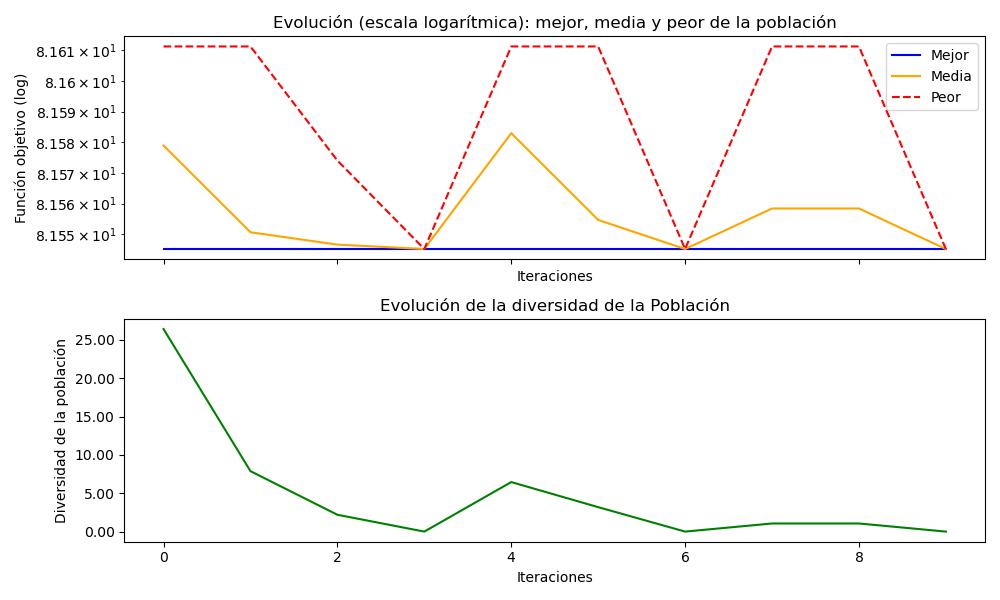 Evolución (escala logarítmica): mejor, media y peor de la población
Función objetivo (log)
8.161 × 10¹
8.16 × 10¹
8.159 × 10¹
8.158 × 10¹
8.157 × 10¹
8.156 × 10¹
8.155 × 10¹
Mejor
Media
Peor
Iteraciones
Evolución de la diversidad de la Población
Diversidad de la población
25.00
20.00
15.00
10.00
5.00
0.00
0 2 4 6 8
Iteraciones